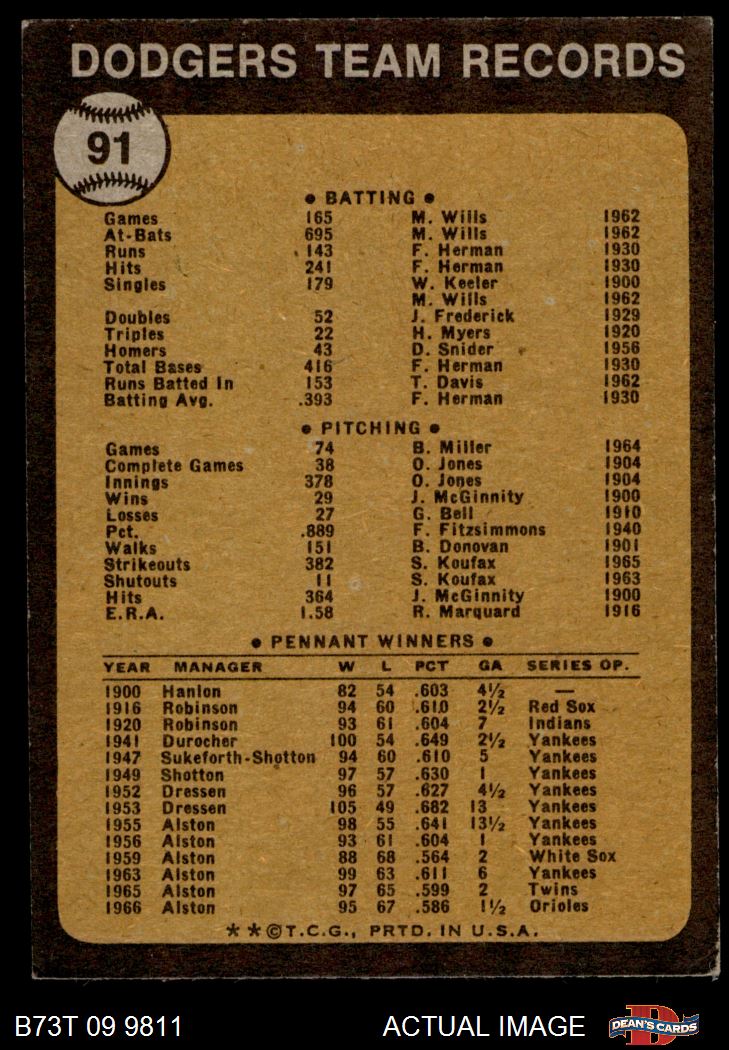 DODGERS TEAM RECORDS
91
• BATTING •
Games 165 M. Wills 1962
At-Bats 695 M. Wills 1962
Runs 143 F. Herman 1930
Hits 241 F. Herman 1930
Singles 179 W. Keeler 1900
M. Wills 1962
Doubles 52 J. Frederick 1929
Triples 22 H. Myers 1920
Homers 43 D. Snider 1956
Total Bases 416 F. Herman 1930
Runs Batted In 153 T. Davis 1962
Batting Avg. .393 F. Herman 1930
• PITCHING •
Games 74 B. Miller 1964
Complete Games 38 O. Jones 1904
Innings 378 O. Jones 1904
Wins 29 J. McGinnity 1900
Losses 27 G. Bell 1910
Pct. .889 F. Fitzsimmons 1940
Walks 151 B. Donovan 1901
Strikeouts 382 S. Koufax 1965
Shutouts 11 S. Koufax 1963
Hits 364 J. McGinnity 1900
E.R.A. 1.58 R. Marquard 1916
• PENNANT WINNERS •
YEAR MANAGER W L PCT GA SERIES OP.
1900 Hanlon 82 54 .603 4½ —
1916 Robinson 94 60 .610 2½ Red Sox
1920 Robinson 93 61 .604 7 Indians
1941 Durocher 100 54 .649 2½ Yankees
1947 Sukeforth-Shotton 94 60 .610 5 Yankees
1949 Shotton 97 57 .630 1 Yankees
1952 Dressen 96 57 .627 4½ Yankees
1953 Dressen 105 49 .682 13 Yankees
1955 Alston 98 55 .641 13½ Yankees
1956 Alston 93 61 .604 1 Yankees
1959 Alston 88 68 .564 2 White Sox
1963 Alston 99 63 .611 6 Yankees
1965 Alston 97 65 .599 2 Twins
1966 Alston 95 67 .586 1½ Orioles
* * © T.C.G., PRTD. IN U.S.A.
B73T 09 9811 ACTUAL IMAGE D DEAN'S CARDS